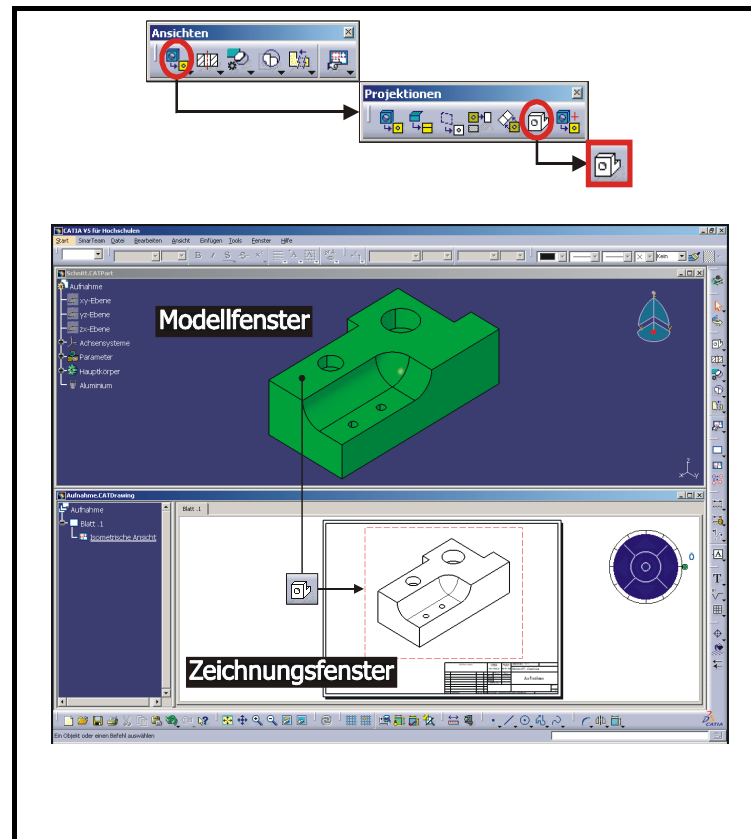 Ansichten
Projektionen
CATIA V5 für Hochschulen
Start SmarTeam Datei Bearbeiten Ansicht Einfügen Tools Fenster Hilfe
Kein
Schnitt.CATPart
Aufnahme
xy-Ebene
yz-Ebene
zx-Ebene
Achsensysteme
Parameter
Hauptkörper
Aluminium
Modellfenster
z
x
y
Aufnahme.CATDrawing
Aufnahme
Blatt .1
Isometrische Ansicht
Blatt .1
Zeichnungsfenster
Aufnahme
CATIA
Ein Objekt oder einen Befehl auswählen